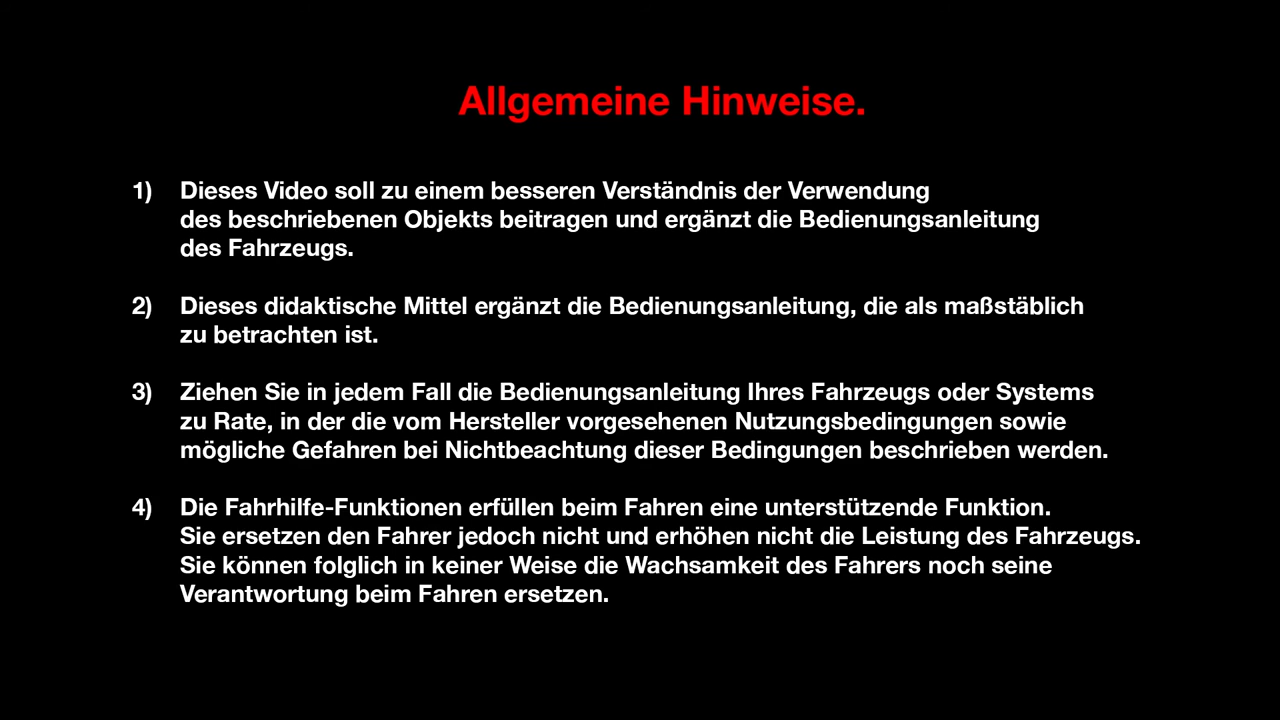 Allgemeine Hinweise.
1) Dieses Video soll zu einem besseren Verständnis der Verwendung
des beschriebenen Objekts beitragen und ergänzt die Bedienungsanleitung
des Fahrzeugs.
2) Dieses didaktische Mittel ergänzt die Bedienungsanleitung, die als maßstäblich
zu betrachten ist.
3) Ziehen Sie in jedem Fall die Bedienungsanleitung Ihres Fahrzeugs oder Systems
zu Rate, in der die vom Hersteller vorgesehenen Nutzungsbedingungen sowie
mögliche Gefahren bei Nichtbeachtung dieser Bedingungen beschrieben werden.
4) Die Fahrhilfe-Funktionen erfüllen beim Fahren eine unterstützende Funktion.
Sie ersetzen den Fahrer jedoch nicht und erhöhen nicht die Leistung des Fahrzeugs.
Sie können folglich in keiner Weise die Wachsamkeit des Fahrers noch seine
Verantwortung beim Fahren ersetzen.